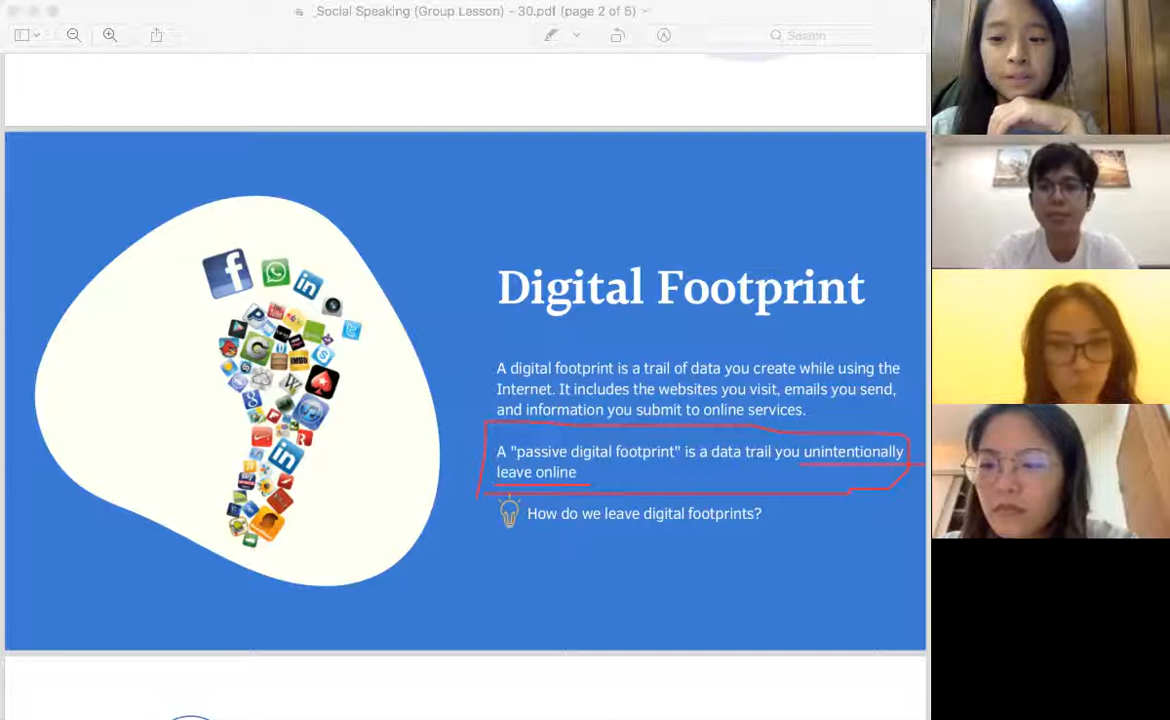 _Social Speaking (Group Lesson) - 30.pdf (page 2 of 5)
Search
Digital Footprint
A digital footprint is a trail of data you create while using the
Internet. It includes the websites you visit, emails you send,
and information you submit to online services.
A "passive digital footprint" is a data trail you unintentionally
leave online
How do we leave digital footprints?